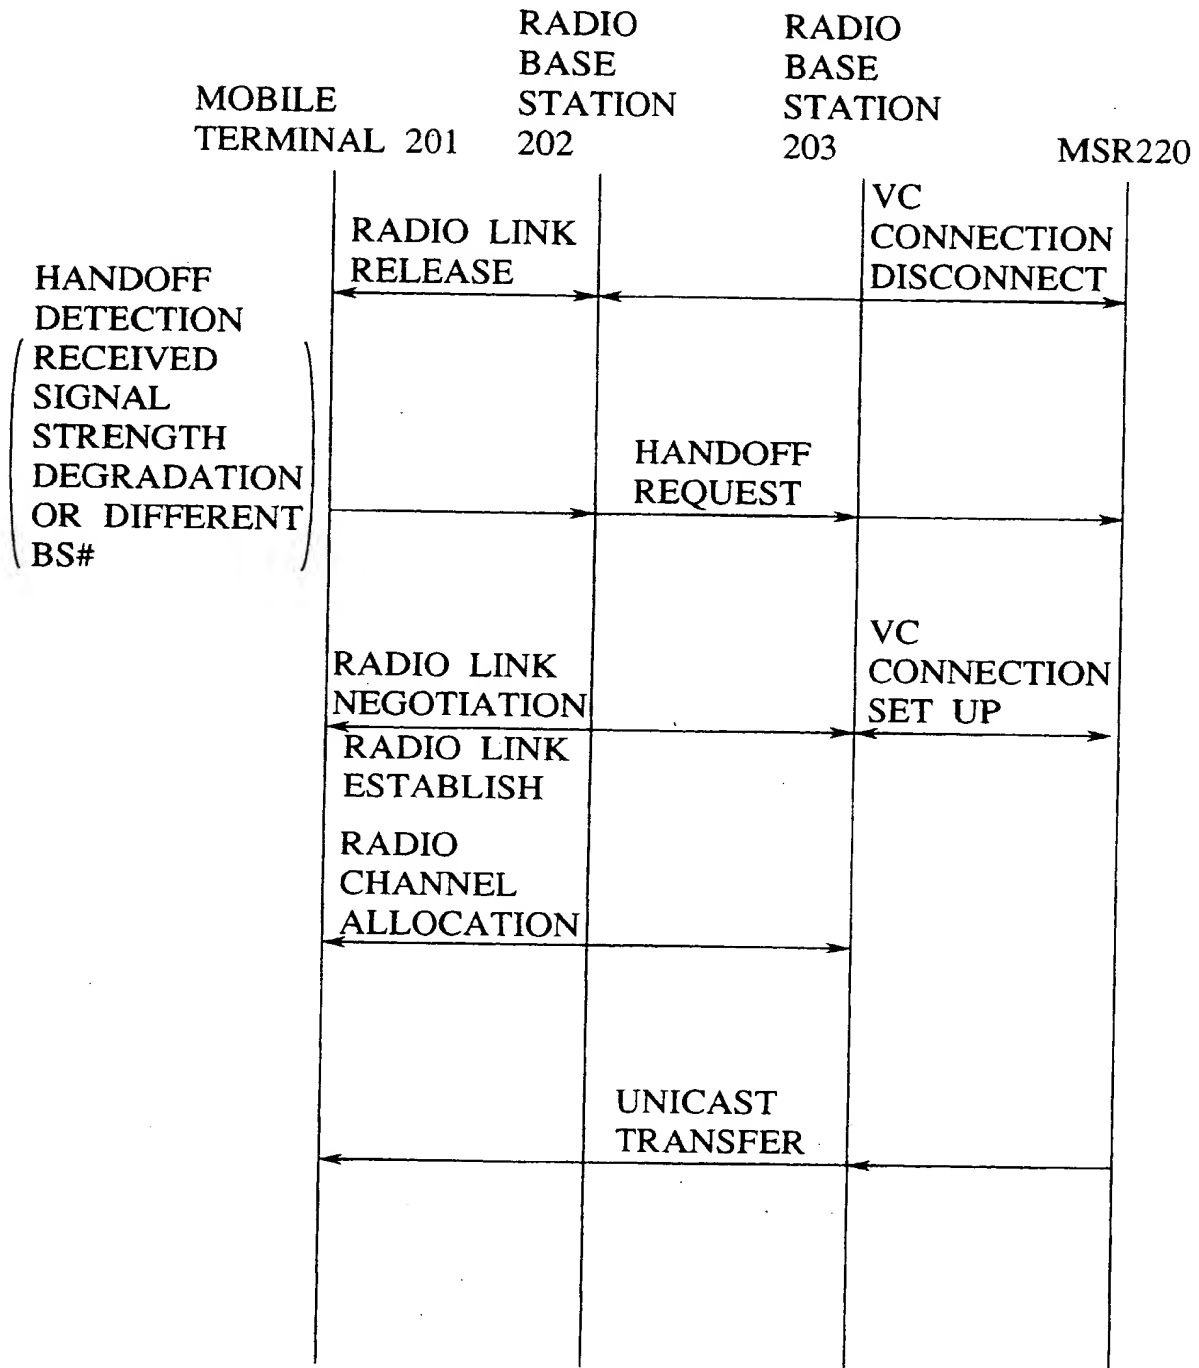 MOBILE
TERMINAL 201
RADIO
BASE
STATION
202
RADIO
BASE
STATION
203
MSR220
RADIO LINK
RELEASE
VC
CONNECTION
DISCONNECT
HANDOFF
DETECTION
RECEIVED
SIGNAL
STRENGTH
DEGRADATION
OR DIFFERENT
BS#
HANDOFF
REQUEST
RADIO LINK
NEGOTIATION
RADIO LINK
ESTABLISH
VC
CONNECTION
SET UP
RADIO
CHANNEL
ALLOCATION
UNICAST
TRANSFER